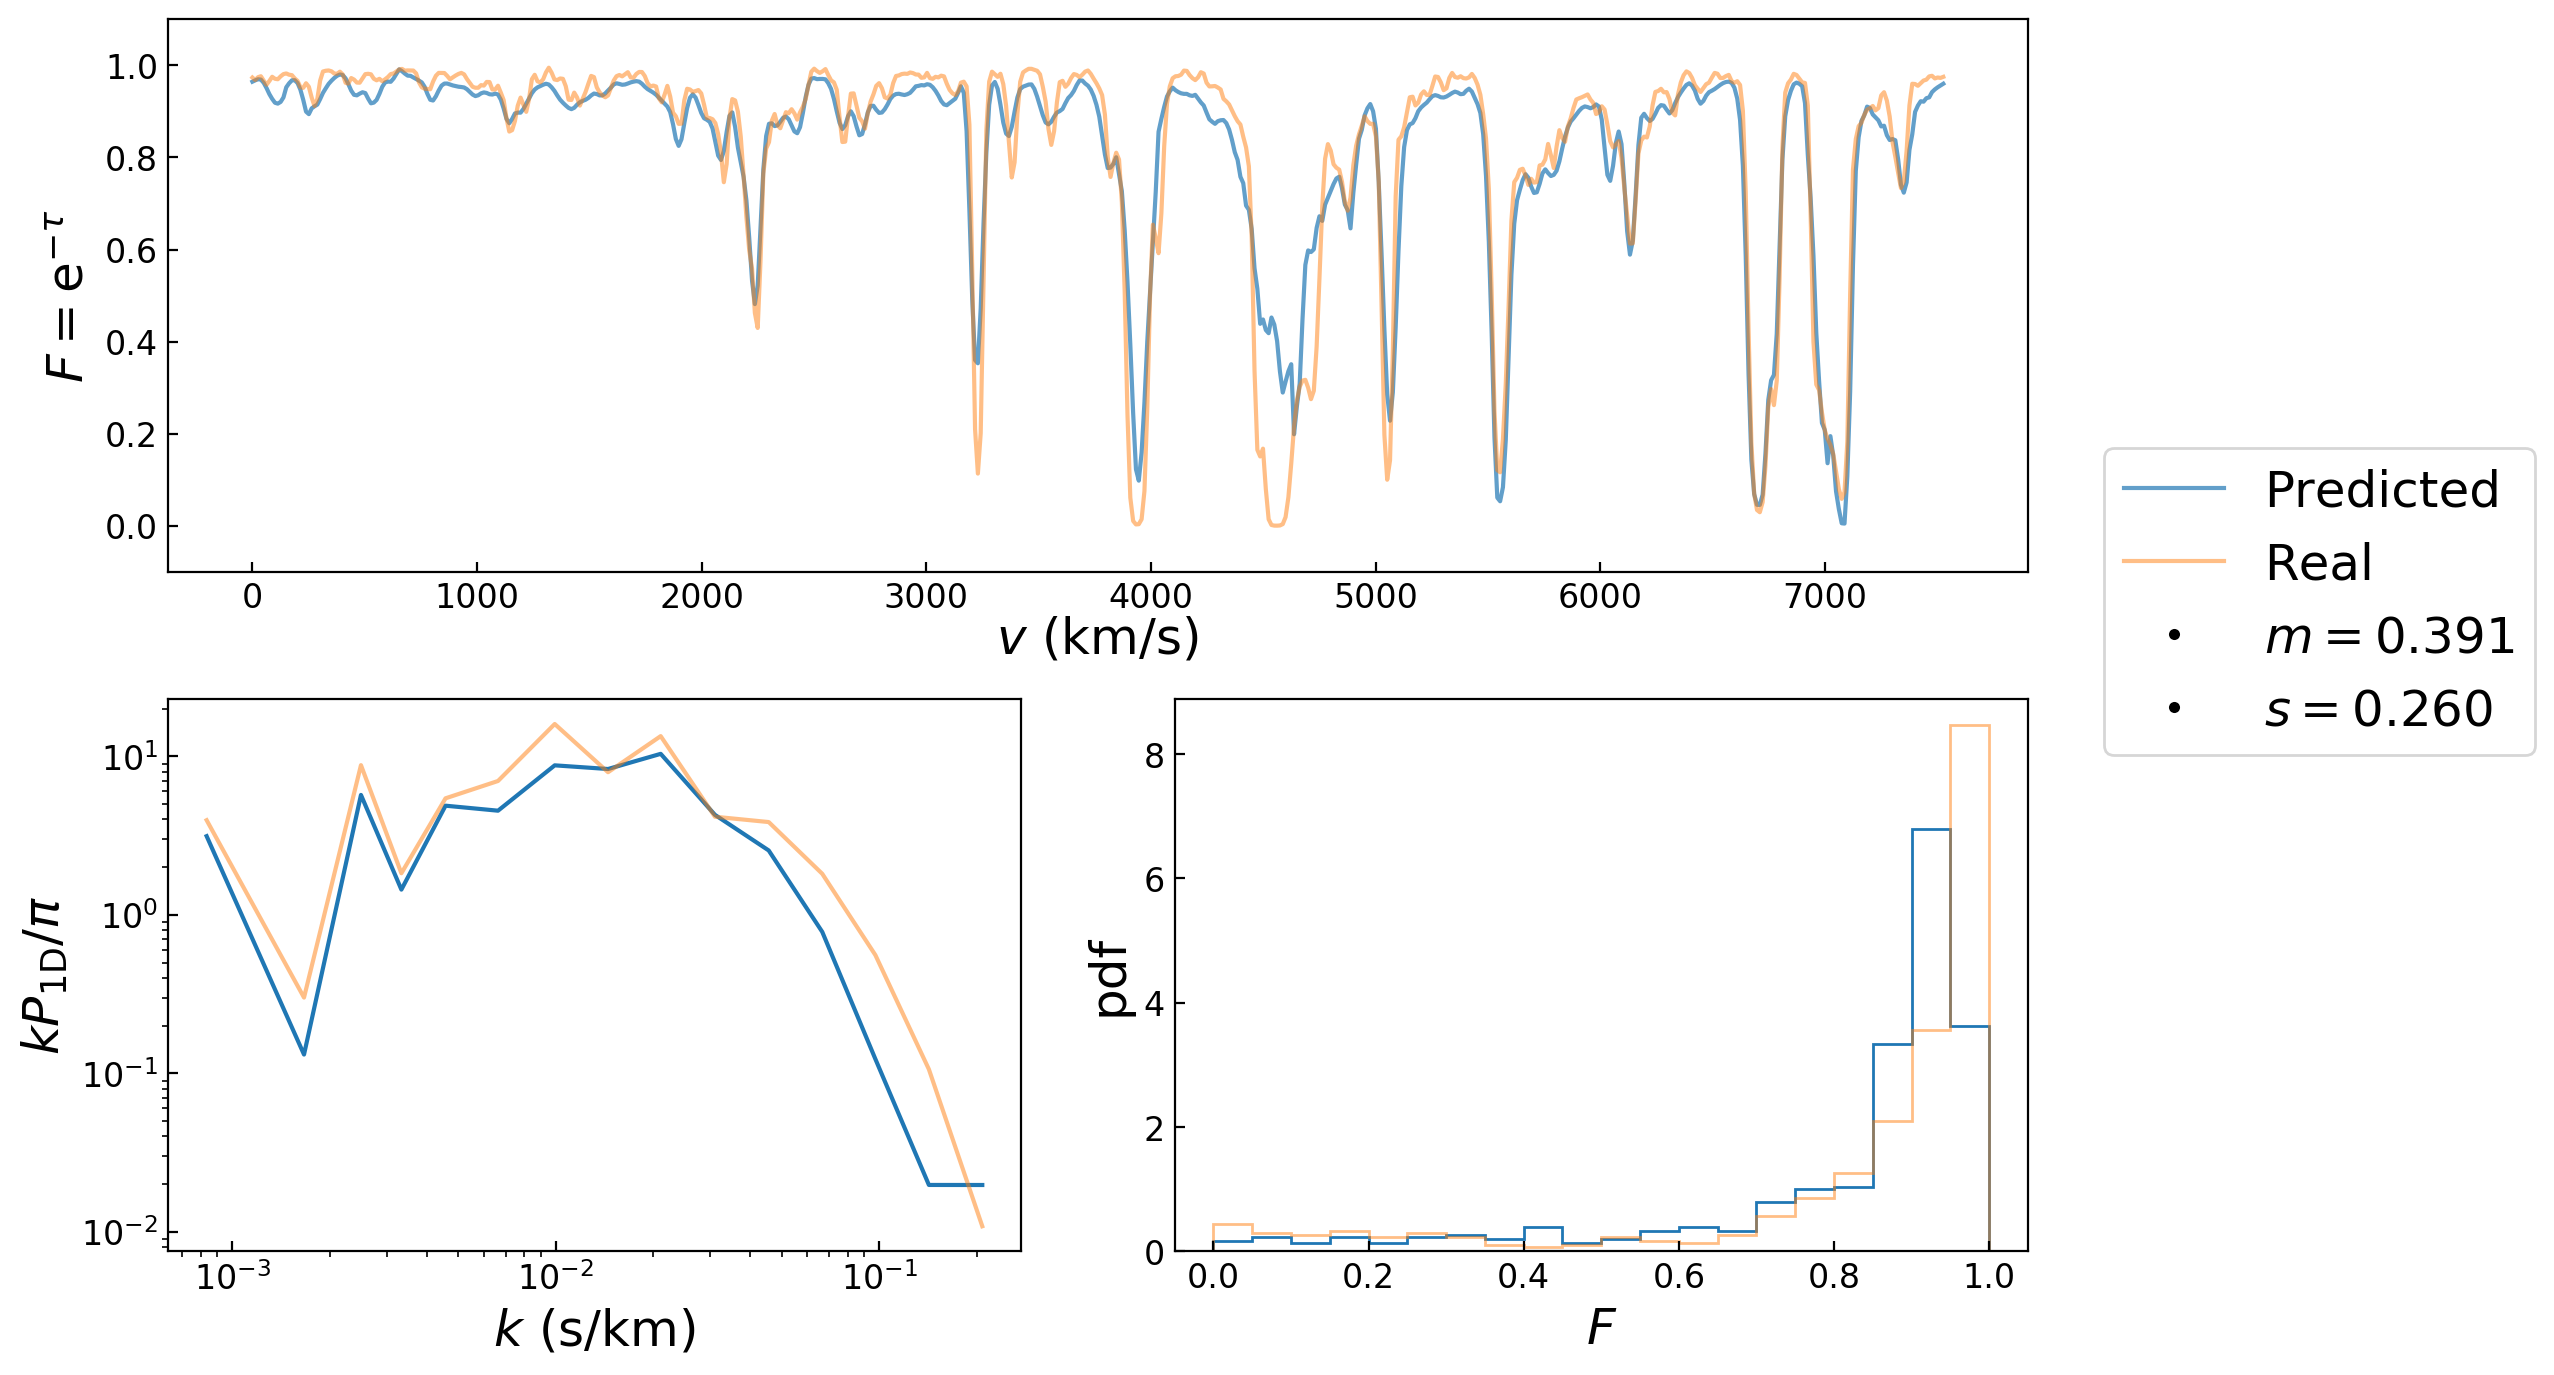 F = e^{-τ}
1.0
0.8
0.6
0.4
0.2
0.0
0 1000 2000 3000 4000 5000 6000 7000
v (km/s)
Predicted
Real
m = 0.391
s = 0.260
kP_{1D}/π
10^1
10^0
10^{-1}
10^{-2}
10^{-3} 10^{-2} 10^{-1}
k (s/km)
pdf
8
6
4
2
0
0.0 0.2 0.4 0.6 0.8 1.0
F